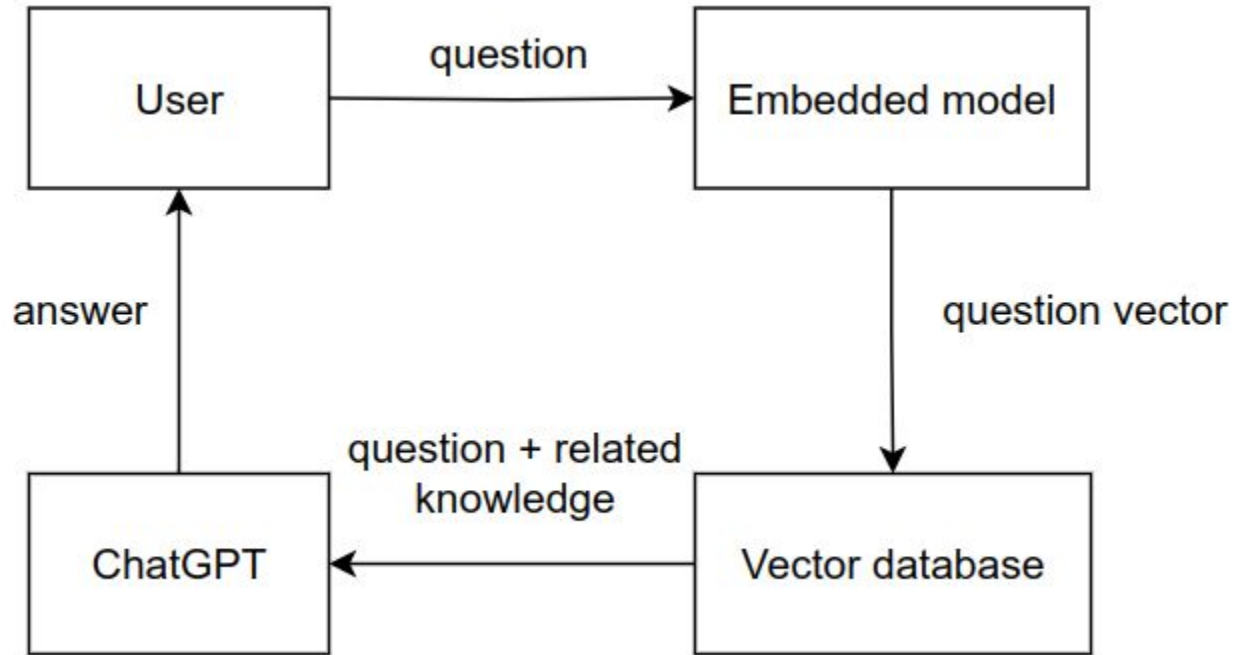 question
User
Embedded model
answer
question vector
question + related
knowledge
ChatGPT
Vector database